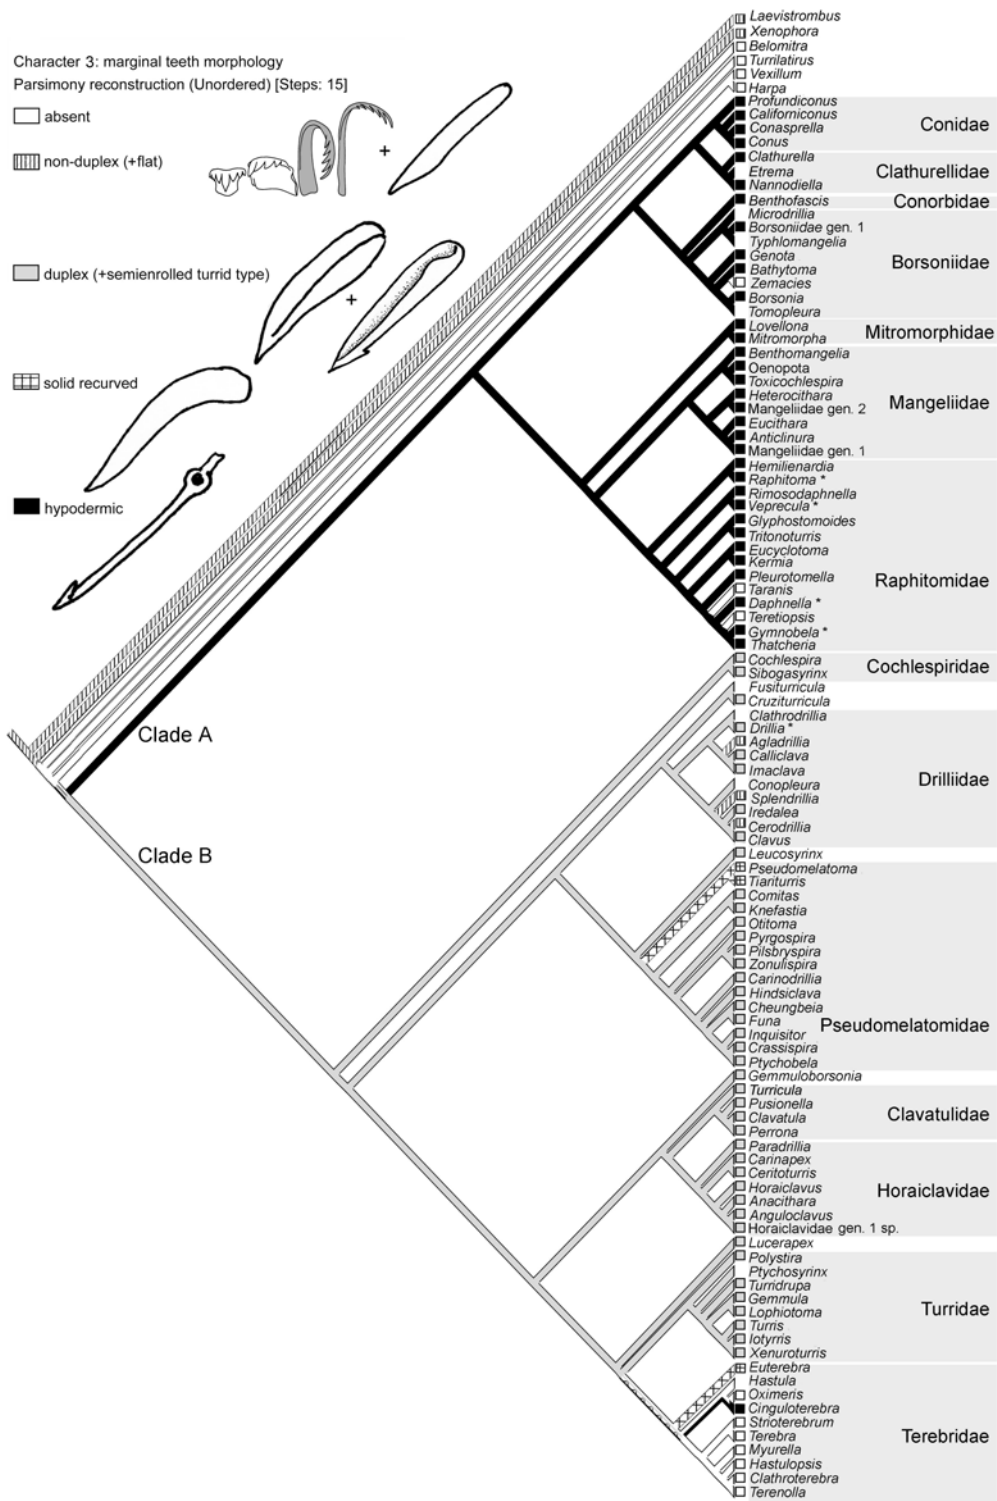 Character 3: marginal teeth morphology
Parsimony reconstruction (Unordered) [Steps: 15]
absent
non-duplex (+flat)
+
duplex (+semienrolled turrid type)
+
solid recurved
hypodermic
Clade A
Clade B
Laevistrombus
Xenophora
Belomitra
Turrilatirus
Vexillum
Harpa
Profundiconus
Californiconus
Conasprella
Conus
Conidae
Clathurella
Etrema
Nannodiella
Clathurellidae
Benthofascis
Conorbidae
Microdrillia
Borsoniidae gen. 1
Typhlomangelia
Genota
Bathytoma
Zemacies
Borsonia
Tomopleura
Borsoniidae
Lovellona
Mitromorpha
Mitromorphidae
Benthomangelia
Oenopota
Toxicochlespira
Heterocithara
Mangeliidae gen. 2
Eucithara
Anticlinura
Mangeliidae gen. 1
Mangeliidae
Hemilienardia
Raphitoma *
Rimosodaphnella
Veprecula *
Glyphostomoides
Tritonoturris
Eucyclotoma
Kermia
Pleurotomella
Taranis
Daphnella *
Teretiopsis
Gymnobela *
Thatcheria
Raphitomidae
Cochlespira
Sibogasyrinx
Cochlespiridae
Fusiturricula
Cruziturricula
Clathrodrillia
Drillia *
Agladrillia
Calliclava
Imaclava
Conopleura
Splendrillia
Iredalea
Cerodrillia
Clavus
Drilliidae
Leucosyrinx
Pseudomelatoma
Tiariturris
Comitas
Knefastia
Otitoma
Pyrgospira
Pilsbryspira
Zonulispira
Carinodrillia
Hindsiclava
Cheungbeia
Funa
Inquisitor
Crassispira
Ptychobela
Pseudomelatomidae
Gemmuloborsonia
Turricula
Pusionella
Clavatula
Perrona
Clavatulidae
Paradrillia
Carinapex
Ceritoturris
Horaiclavus
Anacithara
Anguloclavus
Horaiclavidae gen. 1 sp.
Horaiclavidae
Lucerapex
Polystira
Ptychosyrinx
Turridrupa
Gemmula
Lophiotoma
Turris
Iotyrris
Xenuroturris
Turridae
Euterebra
Hastula
Oximeris
Cinguloterebra
Strioterebrum
Terebra
Myurella
Hastulopsis
Clathroterebra
Terenolla
Terebridae